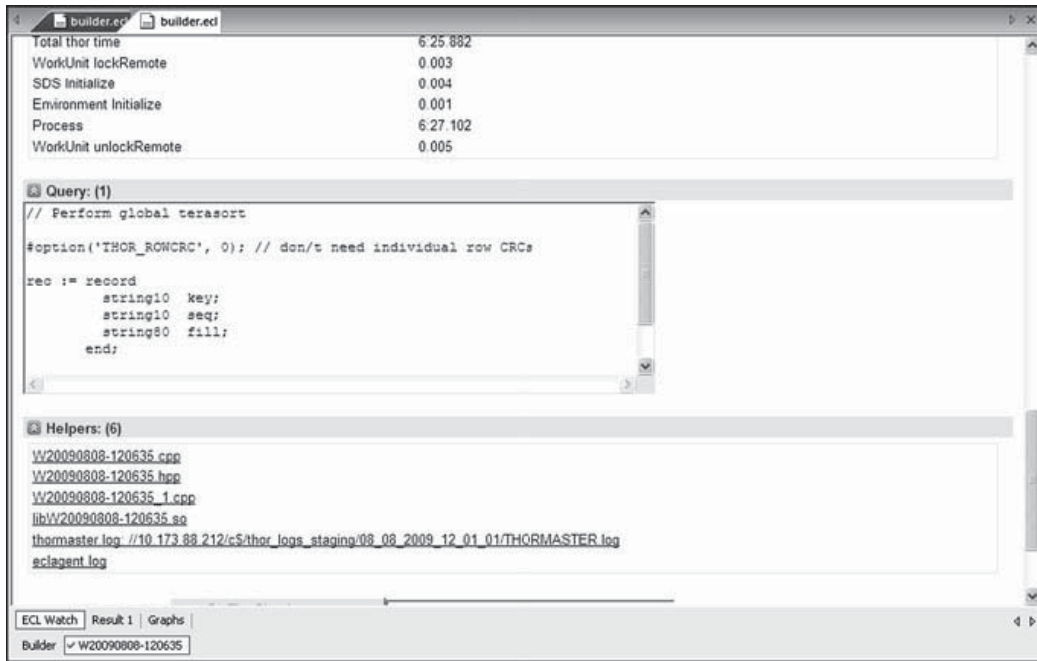 builder.ecl builder.ecl
Total thor time 6:25.882
WorkUnit lockRemote 0.003
SDS Initialize 0.004
Environment Initialize 0.001
Process 6:27.102
WorkUnit unlockRemote 0.005
Query: (1)
// Perform global terasort
#option('THOR_ROWCRC', 0); // don/t need individual row CRCs
rec := record
string10 key;
string10 seq;
string80 fill;
end;
Helpers: (6)
W20090808-120635.cpp
W20090808-120635.hpp
W20090808-120635_1.cpp
libW20090808-120635.so
thormaster.log: //10.173.88.212/c$/thor_logs_staging/08_08_2009_12_01_01/THORMASTER.log
eclagent.log
ECL Watch Result 1 Graphs
Builder W20090808-120635